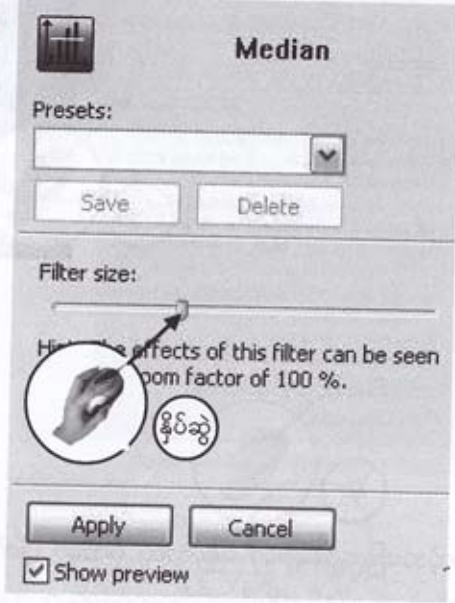 Median
Presets:
Save Delete
Filter size:
effects of this filter can be seen
factor of 100 %.
နှိပ်ဆွဲ
Apply Cancel
Show preview